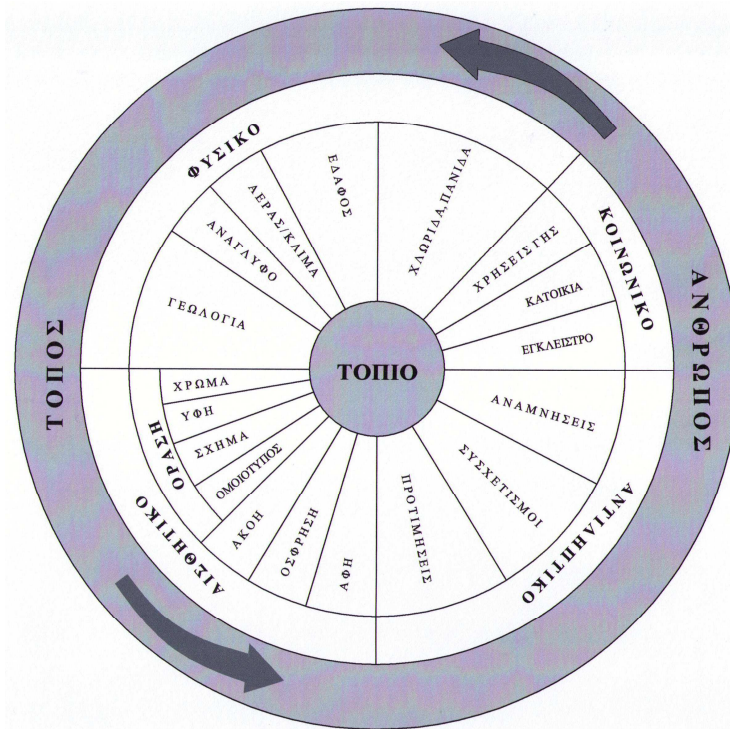 ΤΟΠΟΣ
ΑΝΘΡΩΠΟΣ
ΦΥΣΙΚΟ
ΓΕΩΛΟΓΙΑ
ΑΝΑΓΛΥΦΟ
ΑΕΡΑΣ/ΚΛΙΜΑ
ΕΔΑΦΟΣ
ΧΛΩΡΙΔΑ, ΠΑΝΙΔΑ
ΚΟΙΝΩΝΙΚΟ
ΧΡΗΣΕΙΣ ΓΗΣ
ΚΑΤΟΙΚΙΑ
ΕΓΚΛΕΙΣΤΡΟ
ΤΟΠΙΟ
ΑΝΤΙΛΗΠΤΙΚΟ
ΑΝΑΜΝΗΣΕΙΣ
ΣΥΣΧΕΤΙΣΜΟΙ
ΠΡΟΤΙΜΗΣΕΙΣ
ΑΙΣΘΗΤΙΚΟ
ΟΡΑΣΗ
ΧΡΩΜΑ
ΥΦΗ
ΣΧΗΜΑ
ΟΜΟΙΟΤΥΠΟΣ
ΑΚΟΗ
ΟΣΦΡΗΣΗ
ΑΦΗ